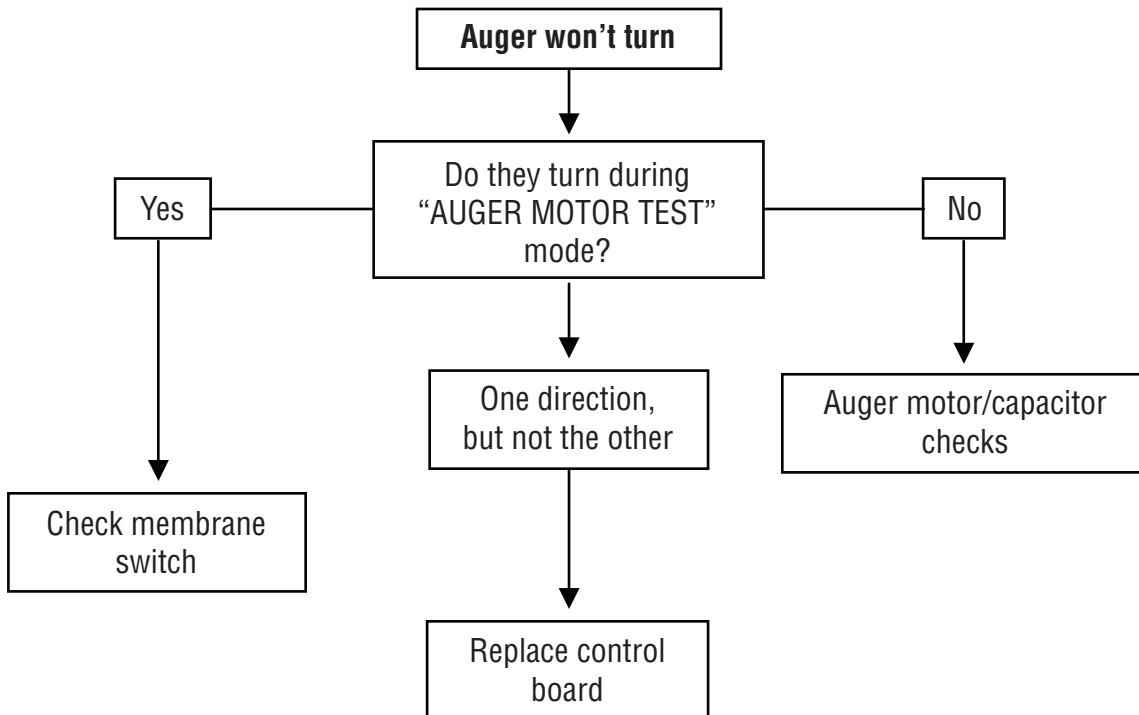 Auger won't turn
Do they turn during
“AUGER MOTOR TEST”
mode?
Yes
No
One direction,
but not the other
Auger motor/capacitor
checks
Check membrane
switch
Replace control
board